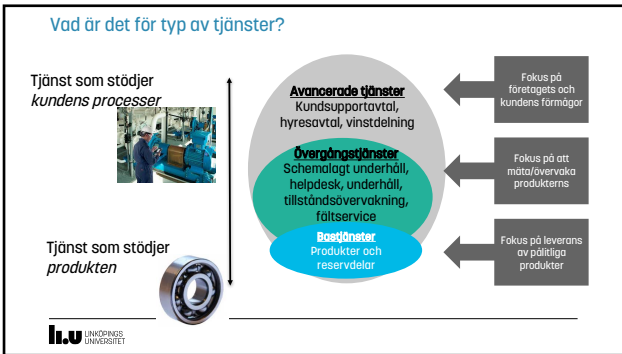 Vad är det för typ av tjänster?
Tjänst som stödjer
kundens processer
Tjänst som stödjer
produkten
Avancerade tjänster
Kundsupportavtal,
hyresavtal, vinstdelning
Övergångstjänster
Schemalagt underhåll,
helpdesk, underhåll,
tillståndsövervakning,
fältservice
Bastjänster
Produkter och
reservdelar
Fokus på
företagets och
kundens förmågor
Fokus på att
mäta/övervaka
produkterns
Fokus på leverans
av pålitliga
produkter
LINKÖPINGS
UNIVERSITET